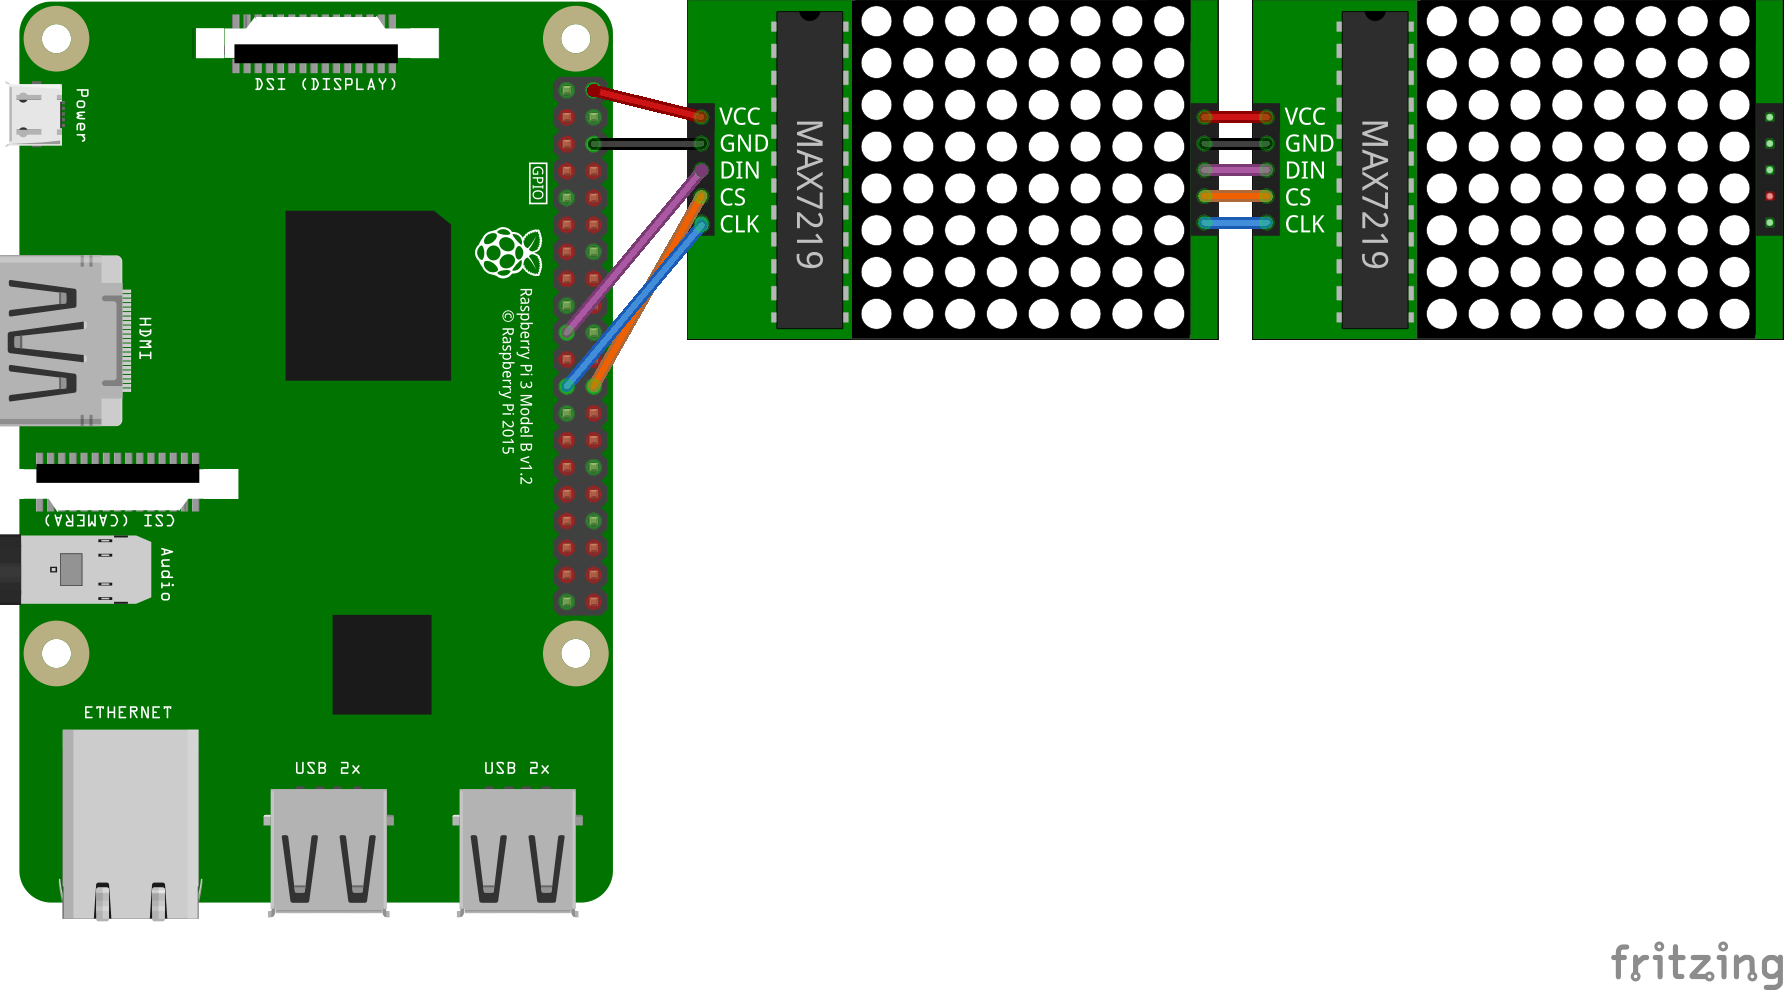 DSI (DISPLAY)
Power
GPIO
HDMI
Raspberry Pi 3 Model B v1.2
© Raspberry Pi 2015
CSI (CAMERA)
Audio
ETHERNET
USB 2x
USB 2x
VCC
GND
DIN
CS
CLK
MAX7219
VCC
GND
DIN
CS
CLK
MAX7219
fritzing